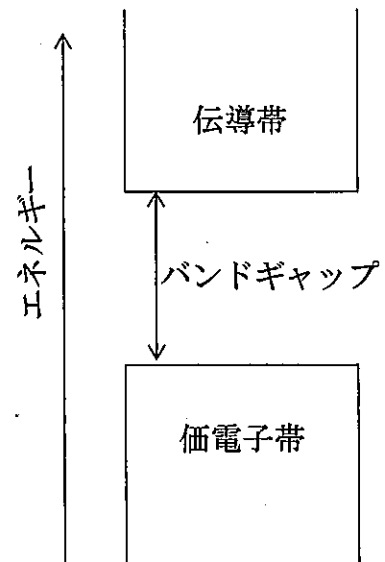 伝導帯
エネルギー
バンドギャップ
価電子帯